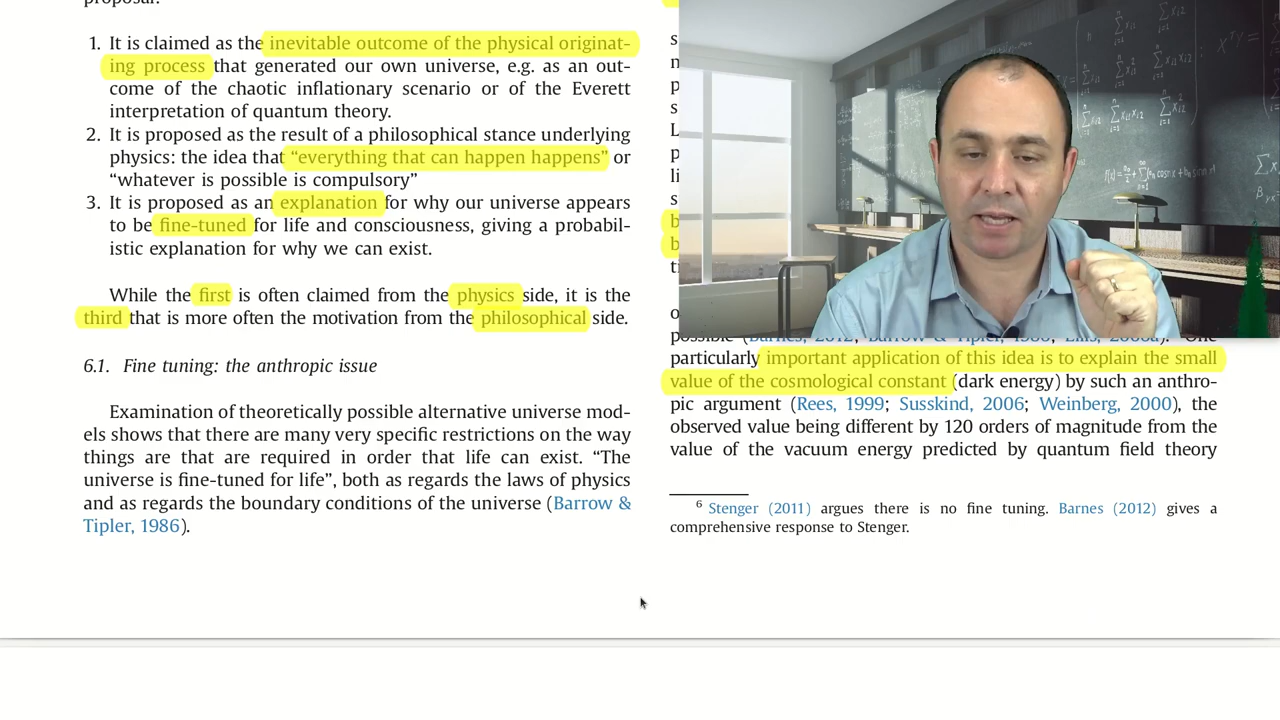 proposal.
1. It is claimed as the inevitable outcome of the physical originat-
ing process that generated our own universe, e.g. as an out-
come of the chaotic inflationary scenario or of the Everett
interpretation of quantum theory.
2. It is proposed as the result of a philosophical stance underlying
physics: the idea that “everything that can happen happens” or
“whatever is possible is compulsory”
3. It is proposed as an explanation for why our universe appears
to be fine-tuned for life and consciousness, giving a probabil-
istic explanation for why we can exist.
While the first is often claimed from the physics side, it is the
third that is more often the motivation from the philosophical side.
6.1. Fine tuning: the anthropic issue
Examination of theoretically possible alternative universe mod-
els shows that there are many very specific restrictions on the way
things are that are required in order that life can exist. “The
universe is fine-tuned for life”, both as regards the laws of physics
and as regards the boundary conditions of the universe (Barrow &
Tipler, 1986).
possible (Barnes, 2012; Barrow & Tipler, 1986; Ellis, 2006a). One
particularly important application of this idea is to explain the small
value of the cosmological constant (dark energy) by such an anthro-
pic argument (Rees, 1999; Susskind, 2006; Weinberg, 2000), the
observed value being different by 120 orders of magnitude from the
value of the vacuum energy predicted by quantum field theory
6 Stenger (2011) argues there is no fine tuning. Barnes (2012) gives a
comprehensive response to Stenger.